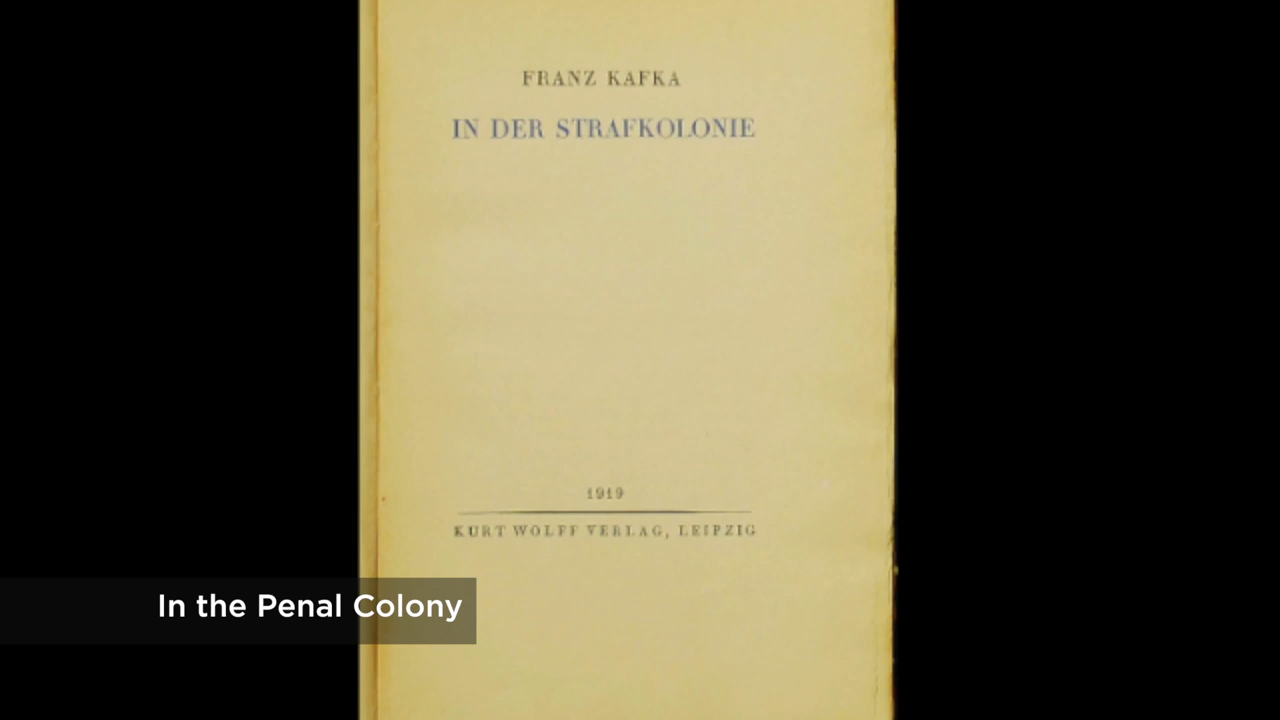 FRANZ KAFKA
IN DER STRAFKOLONIE
1919
KURT WOLFF VERLAG, LEIPZIG
In the Penal Colony